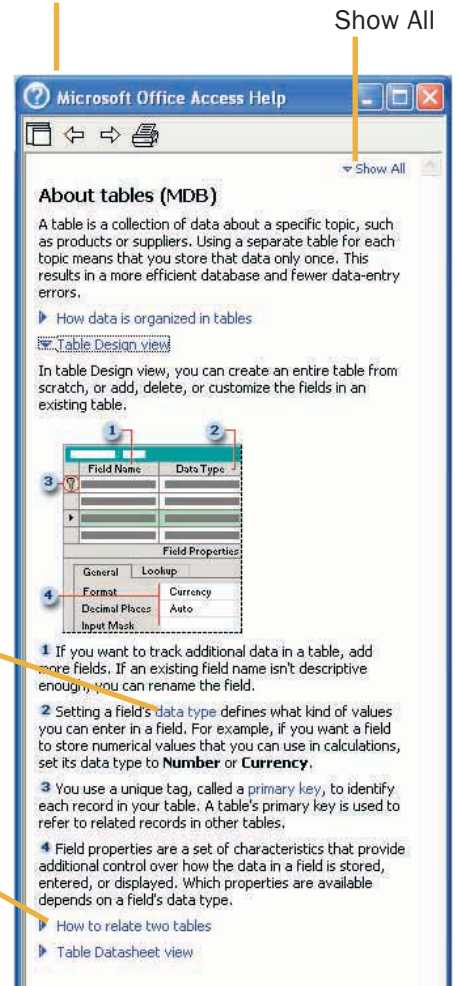 Show All
Microsoft Office Access Help
Show All
About tables (MDB)
A table is a collection of data about a specific topic, such
as products or suppliers. Using a separate table for each
topic means that you store that data only once. This
results in a more efficient database and fewer data-entry
errors.
How data is organized in tables
Table Design view
In table Design view, you can create an entire table from
scratch, or add, delete, or customize the fields in an
existing table.
1 2
Field Name Data Type
3
Field Properties
General Lookup
4 Format Currency
Decimal Places Auto
Input Mask
1 If you want to track additional data in a table, add
more fields. If an existing field name isn't descriptive
enough, you can rename the field.
2 Setting a field's data type defines what kind of values
you can enter in a field. For example, if you want a field
to store numerical values that you can use in calculations,
set its data type to Number or Currency.
3 You use a unique tag, called a primary key, to identify
each record in your table. A table's primary key is used to
refer to related records in other tables.
4 Field properties are a set of characteristics that provide
additional control over how the data in a field is stored,
entered, or displayed. Which properties are available
depends on a field's data type.
How to relate two tables
Table Datasheet view